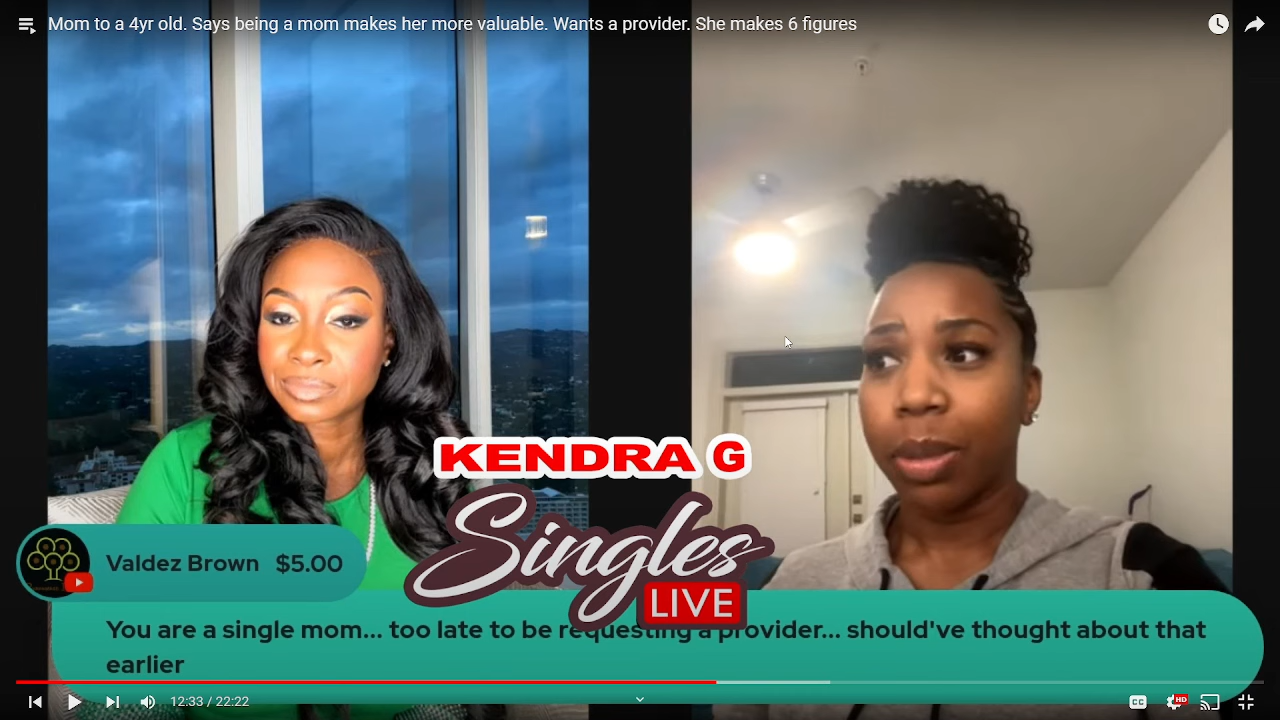 Mom to a 4yr old. Says being a mom makes her more valuable. Wants a provider. She makes 6 figures
KENDRA G
Singles
LIVE
Valdez Brown $5.00
You are a single mom... too late to be requesting a provider... should've thought about that
earlier
12:33 / 22:22
CC
HD